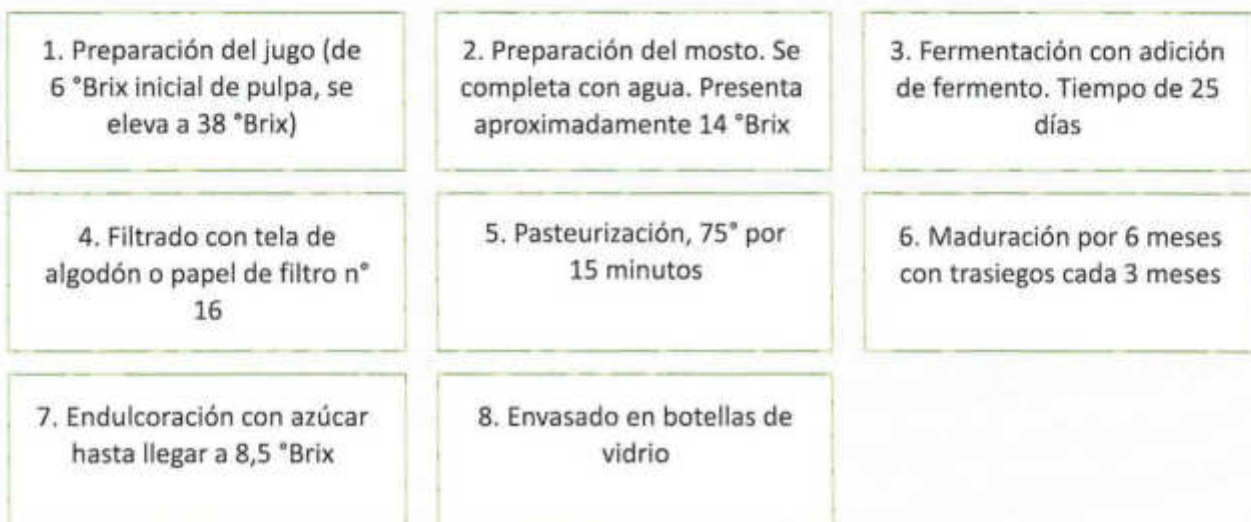 1. Preparación del jugo (de
6 °Brix inicial de pulpa, se
eleva a 38 °Brix)
2. Preparación del mosto. Se
completa con agua. Presenta
aproximadamente 14 °Brix
3. Fermentación con adición
de fermento. Tiempo de 25
días
4. Filtrado con tela de
algodón o papel de filtro n°
16
5. Pasteurización, 75° por
15 minutos
6. Maduración por 6 meses
con trasiegos cada 3 meses
7. Endulcoración con azúcar
hasta llegar a 8,5 °Brix
8. Envasado en botellas de
vidrio